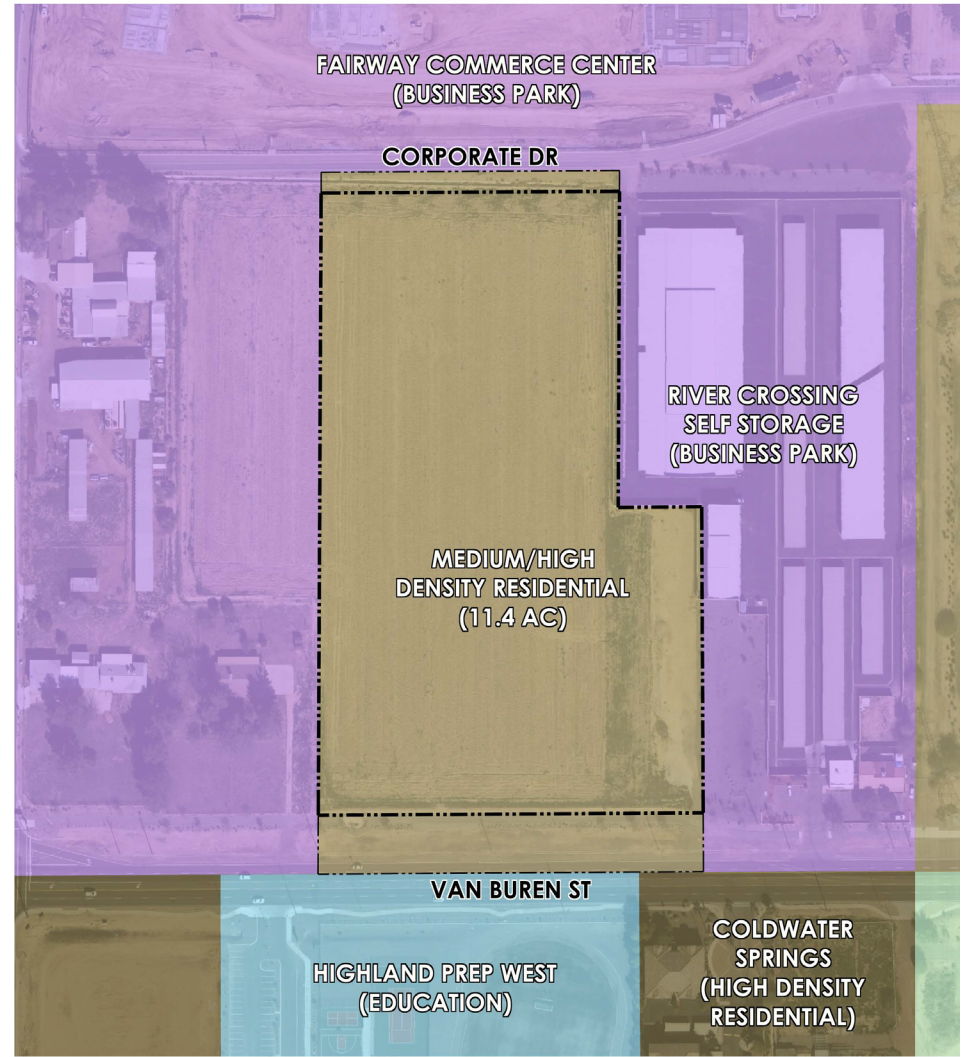 FAIRWAY COMMERCE CENTER
(BUSINESS PARK)
CORPORATE DR
RIVER CROSSING
SELF STORAGE
(BUSINESS PARK)
MEDIUM/HIGH
DENSITY RESIDENTIAL
(11.4 AC)
VAN BUREN ST
HIGHLAND PREP WEST
(EDUCATION)
COLDWATER
SPRINGS
(HIGH DENSITY
RESIDENTIAL)